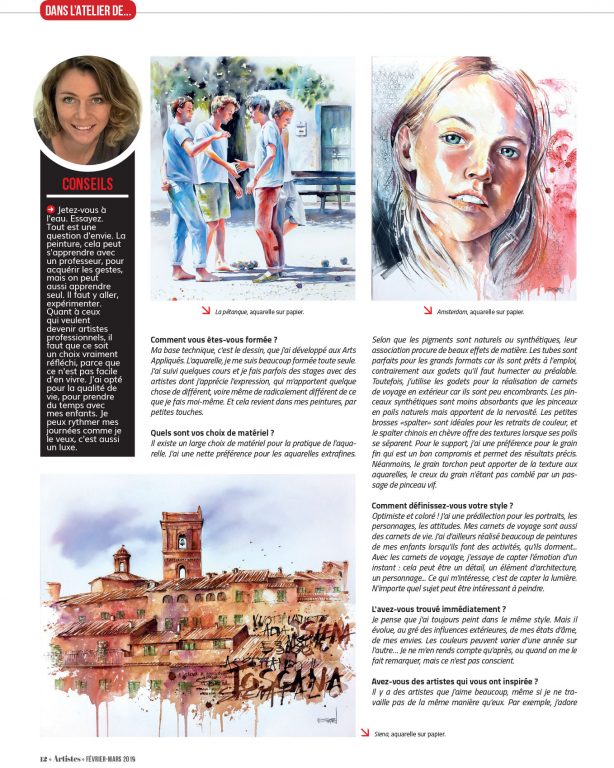 DANS L'ATELIER DE...
CONSEILS
Jetez-vous à
l'eau. Essayez.
Tout est une
question d'envie. La
peinture, cela peut
s'apprendre avec
un professeur, pour
acquérir les gestes,
mais on peut
aussi apprendre
seul. Il faut y aller,
expérimenter.
Quant à ceux
qui veulent
devenir artistes
professionnels, il
faut que ce soit
un choix vraiment
réfléchi, parce que
ce n'est pas facile
d'en vivre. J'ai opté
pour la qualité de
vie, pour prendre
du temps avec
mes enfants. Je
peux rythmer mes
journées comme je
le veux, c'est aussi
un luxe.
La pétanque, aquarelle sur papier.
Amsterdam, aquarelle sur papier.
Comment vous êtes-vous formée ?
Ma base technique, c'est le dessin, que j'ai développé aux Arts
Appliqués. L'aquarelle, je me suis beaucoup formée toute seule.
J'ai suivi quelques cours et je fais parfois des stages avec des
artistes dont j'apprécie l'expression, qui m'apportent quelque
chose de différent, voire même de radicalement différent de ce
que je fais moi-même. Et cela revient dans mes peintures, par
petites touches.
Quels sont vos choix de matériel ?
Il existe un large choix de matériel pour la pratique de l'aqua-
relle. J'ai une nette préférence pour les aquarelles extrafines.
Selon que les pigments sont naturels ou synthétiques, leur
association procure de beaux effets de matière. Les tubes sont
parfaits pour les grands formats car ils sont prêts à l'emploi,
contrairement aux godets qu'il faut humecter au préalable.
Toutefois, j'utilise les godets pour la réalisation de carnets
de voyage en extérieur car ils sont peu encombrants. Les pin-
ceaux synthétiques sont moins absorbants que les pinceaux
en poils naturels mais apportent de la nervosité. Les petites
brosses «spalter» sont idéales pour les retraits de couleur, et
le spalter chinois en chèvre offre des textures lorsque ses poils
se séparent. Pour le support, j'ai une préférence pour le grain
fin qui est un bon compromis et permet des résultats précis.
Néanmoins, le grain torchon peut apporter de la texture aux
aquarelles, le creux du grain n'étant pas comblé par un pas-
sage de pinceau vif.
Comment définissez-vous votre style ?
Optimiste et coloré ! J'ai une prédilection pour les portraits, les
personnages, les attitudes. Mes carnets de voyage sont aussi
des carnets de vie. J'ai d'ailleurs réalisé beaucoup de peintures
de mes enfants lorsqu'ils font des activités, qu'ils dorment...
Avec les carnets de voyage, j'essaye de capter l'émotion d'un
instant : cela peut être un détail, un élément d'architecture,
un personnage... Ce qui m'intéresse, c'est de capter la lumière.
N'importe quel sujet peut être intéressant à peindre.
L'avez-vous trouvé immédiatement ?
Je pense que j'ai toujours peint dans le même style. Mais il
évolue, au gré des influences extérieures, de mes états d'âme,
de mes envies. Les couleurs peuvent varier d'une année sur
l'autre... Je ne m'en rends compte qu'après, ou quand on me le
fait remarquer, mais ce n'est pas conscient.
Avez-vous des artistes qui vous ont inspirée ?
Il y a des artistes que j'aime beaucoup, même si je ne tra-
vaille pas de la même manière qu'eux. Par exemple, j'adore
SIENA
TOSCANA
Siena, aquarelle sur papier.
12 • Artistes • FÉVRIER-MARS 2019